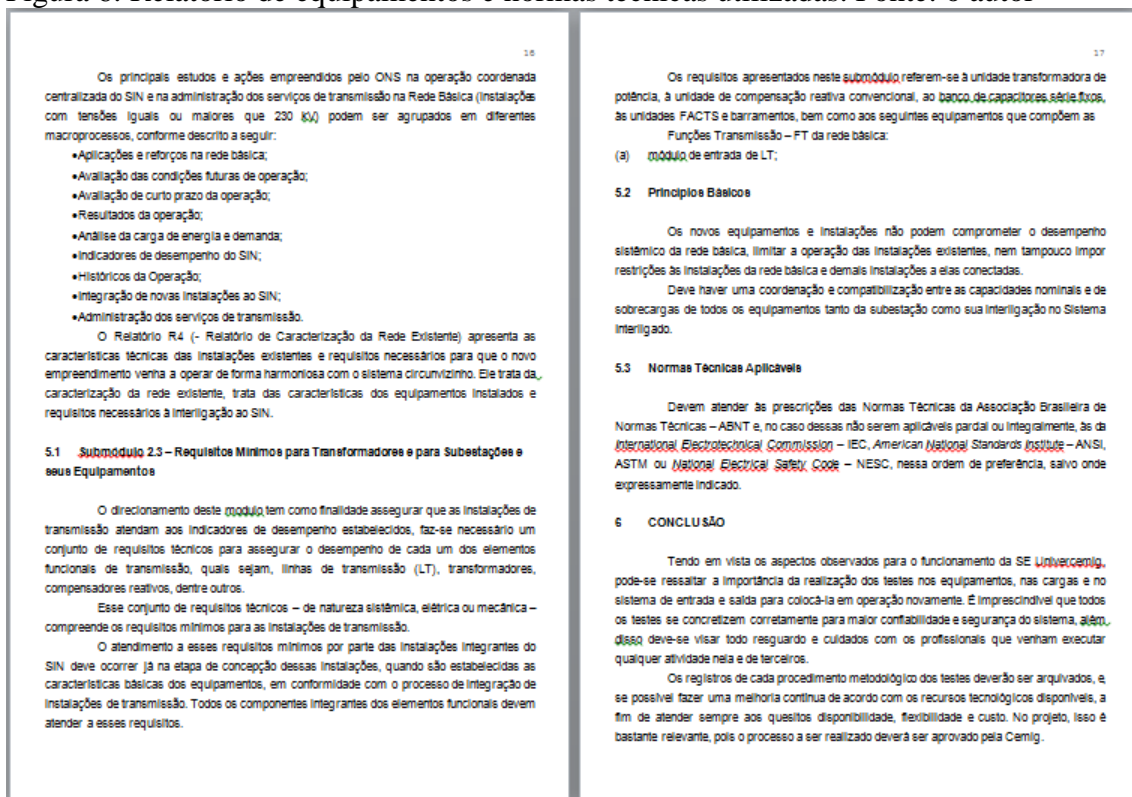 Figura 6. Relatório de equipamentos e normas técnicas utilizadas. Fonte: o autor
16
Os principais estudos e ações empreendidos pelo ONS na operação coordenada
centralizada do SIN e na administração dos serviços de transmissão na Rede Básica (Instalações
com tensões iguais ou maiores que 230 kV) podem ser agrupados em diferentes
macroprocessos, conforme descrito a seguir:
•Aplicações e reforços na rede básica;
•Avaliação das condições futuras de operação;
•Avaliação de curto prazo da operação;
•Resultados da operação;
•Análise da carga de energia e demanda;
•Indicadores de desempenho do SIN;
•Históricos da Operação;
•Integração de novas instalações ao SIN;
•Administração dos serviços de transmissão.
O Relatório R4 (- Relatório de Caracterização da Rede Existente) apresenta as
características técnicas das instalações existentes e requisitos necessários para que o novo
empreendimento venha a operar de forma harmoniosa com o sistema circunvizinho. Ele trata da
caracterização da rede existente, trata das características dos equipamentos instalados e
requisitos necessários à interligação ao SIN.
5.1 Submódulo 2.3 – Requisitos Mínimos para Transformadores e para Subestações e
seus Equipamentos
O direcionamento deste modulo tem como finalidade assegurar que as instalações de
transmissão atendam aos indicadores de desempenho estabelecidos, faz-se necessário um
conjunto de requisitos técnicos para assegurar o desempenho de cada um dos elementos
funcionais de transmissão, quais sejam, linhas de transmissão (LT), transformadores,
compensadores reativos, dentre outros.
Esse conjunto de requisitos técnicos – de natureza sistêmica, elétrica ou mecânica –
compreende os requisitos mínimos para as instalações de transmissão.
O atendimento a esses requisitos mínimos por parte das instalações integrantes do
SIN deve ocorrer já na etapa de concepção dessas instalações, quando são estabelecidas as
características básicas dos equipamentos, em conformidade com o processo de integração de
instalações de transmissão. Todos os componentes integrantes dos elementos funcionais devem
atender a esses requisitos.
17
Os requisitos apresentados neste submódulo referem-se à unidade transformadora de
potência, à unidade de compensação reativa convencional, ao banco de capacitores série fixos,
às unidades FACTS e barramentos, bem como aos seguintes equipamentos que compõem as
Funções Transmissão – FT da rede básica:
(a) módulo de entrada de LT;
5.2 Princípios Básicos
Os novos equipamentos e instalações não podem comprometer o desempenho
sistêmico da rede básica, limitar a operação das instalações existentes, nem tampouco impor
restrições às instalações da rede básica e demais instalações a elas conectadas.
Deve haver uma coordenação e compatibilização entre as capacidades nominais e de
sobrecargas de todos os equipamentos tanto da subestação como sua interligação no Sistema
Interligado.
5.3 Normas Técnicas Aplicáveis
Devem atender às prescrições das Normas Técnicas da Associação Brasileira de
Normas Técnicas – ABNT e, no caso dessas não serem aplicáveis parcial ou integralmente, às da
International Electrotechnical Commission – IEC, American National Standards Institute – ANSI,
ASTM ou National Electrical Safety Code – NESC, nessa ordem de preferência, salvo onde
expressamente indicado.
6 CONCLUSÃO
Tendo em vista os aspectos observados para o funcionamento da SE Univercemig,
pode-se ressaltar a importância da realização dos testes nos equipamentos, nas cargas e no
sistema de entrada e saída para colocá-la em operação novamente. É imprescindível que todos
os testes se concretizem corretamente para maior confiabilidade e segurança do sistema, além
disso deve-se visar todo resguardo e cuidados com os profissionais que venham executar
qualquer atividade nela e de terceiros.
Os registros de cada procedimento metodológico dos testes deverão ser arquivados, e,
se possível fazer uma melhoria contínua de acordo com os recursos tecnológicos disponíveis, a
fim de atender sempre aos quesitos disponibilidade, flexibilidade e custo. No projeto, isso é
bastante relevante, pois o processo a ser realizado deverá ser aprovado pela Cemig.